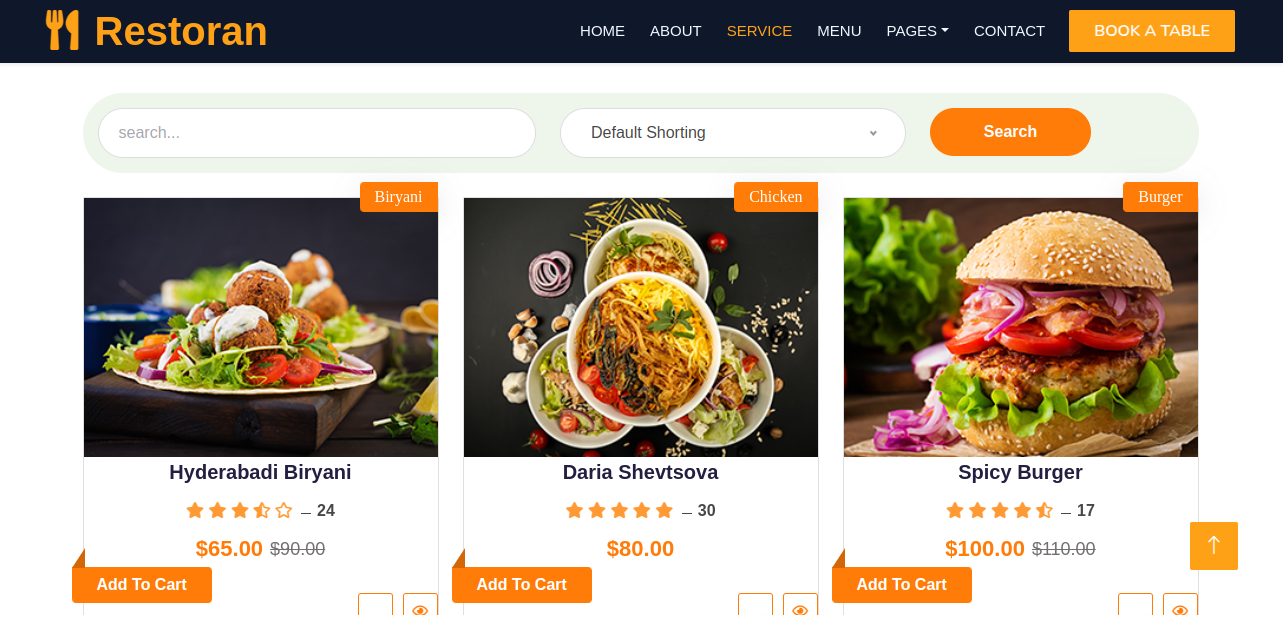 Restoran
HOME ABOUT SERVICE MENU PAGES CONTACT BOOK A TABLE
search...
Default Shorting
Search
Biryani
Chicken
Burger
Hyderabadi Biryani
Daria Shevtsova
Spicy Burger
— 24
— 30
— 17
$65.00 $90.00
$80.00
$100.00 $110.00
Add To Cart
Add To Cart
Add To Cart